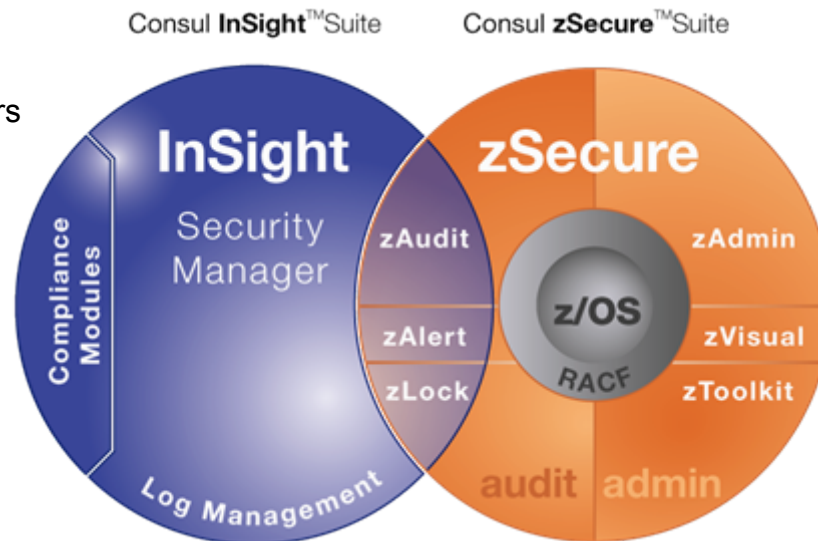 Consul InSight™Suite
Consul zSecure™Suite
rs
InSight
Security
Manager
Compliance
Modules
Log Management
zAudit
zAlert
zLock
zSecure
z/OS
RACF
zAdmin
zVisual
zToolkit
audit
admin